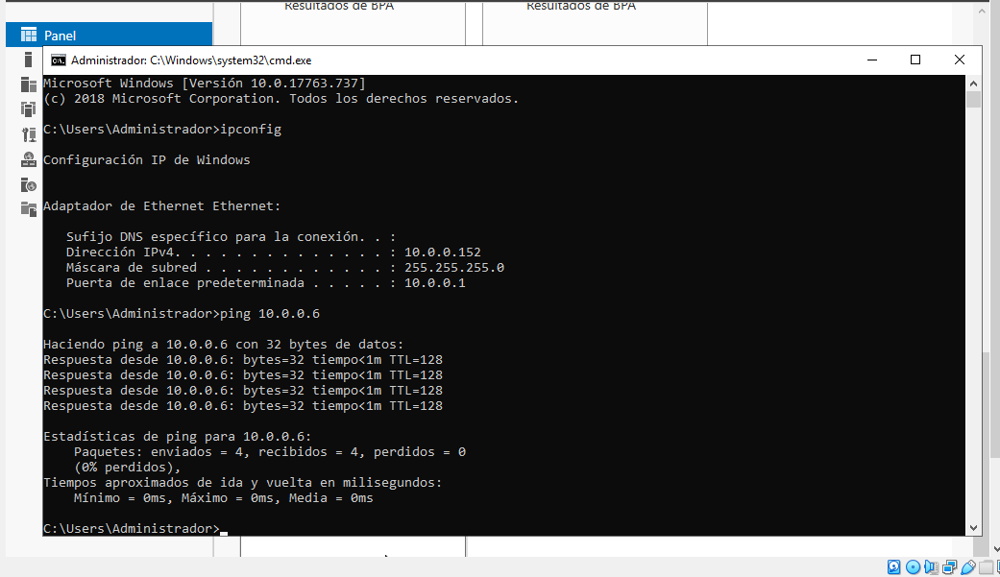 Resultados de BPA
Resultados de BPA
Panel
Administrador: C:\Windows\system32\cmd.exe
Microsoft Windows [Versión 10.0.17763.737]
(c) 2018 Microsoft Corporation. Todos los derechos reservados.
C:\Users\Administrador>ipconfig
Configuración IP de Windows
Adaptador de Ethernet Ethernet:
Sufijo DNS específico para la conexión. . :
Dirección IPv4. . . . . . . . . . . . . . : 10.0.0.152
Máscara de subred . . . . . . . . . . . . : 255.255.255.0
Puerta de enlace predeterminada . . . . . : 10.0.0.1
C:\Users\Administrador>ping 10.0.0.6
Haciendo ping a 10.0.0.6 con 32 bytes de datos:
Respuesta desde 10.0.0.6: bytes=32 tiempo<1m TTL=128
Respuesta desde 10.0.0.6: bytes=32 tiempo<1m TTL=128
Respuesta desde 10.0.0.6: bytes=32 tiempo<1m TTL=128
Respuesta desde 10.0.0.6: bytes=32 tiempo<1m TTL=128
Estadísticas de ping para 10.0.0.6:
Paquetes: enviados = 4, recibidos = 4, perdidos = 0
(0% perdidos),
Tiempos aproximados de ida y vuelta en milisegundos:
Mínimo = 0ms, Máximo = 0ms, Media = 0ms
C:\Users\Administrador>